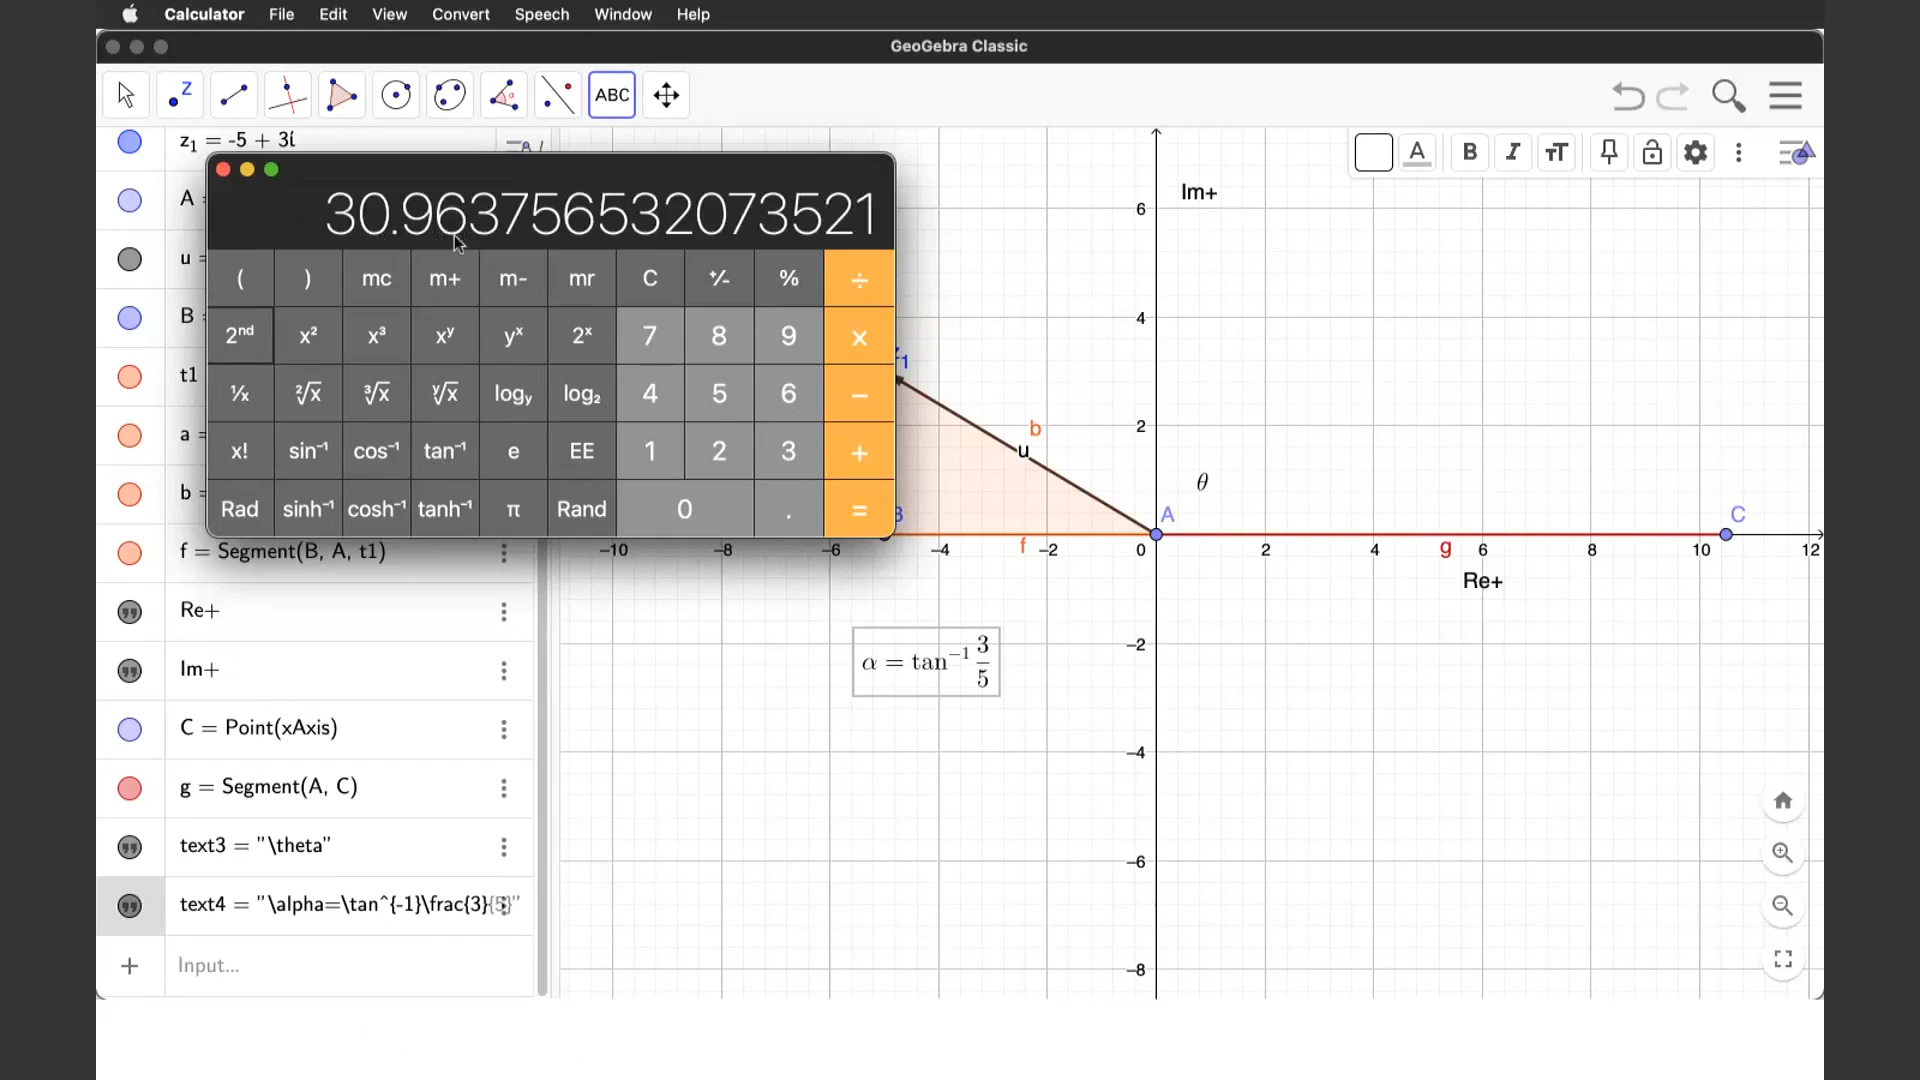 Calculator File Edit View Convert Speech Window Help
GeoGebra Classic
Z
α
ABC
z1 = -5 + 3i
A
B
I
A =
u =
B =
t1
a =
b =
f = Segment(B, A, t1)
Re+
Im+
C = Point(xAxis)
g = Segment(A, C)
text3 = "\theta"
text4 = "\alpha=\tan^{-1}\frac{3}{5}"
Input...
30.963756532073521
( ) mc m+ m- mr C +/- % ÷
2nd x² x³ xʸ yˣ 2ˣ 7 8 9 ×
1/x ²√x ³√x ʸ√x logᵧ log₂ 4 5 6 −
x! sin⁻¹ cos⁻¹ tan⁻¹ e EE 1 2 3 +
Rad sinh⁻¹ cosh⁻¹ tanh⁻¹ π Rand 0 . =
Im+
6
4
2
b
u
θ
B
A
C
−10 −8 −6 −4 f −2 0 2 4 g 6 8 10 12
Re+
−2
α = tan⁻¹ 3/5
−4
−6
−8